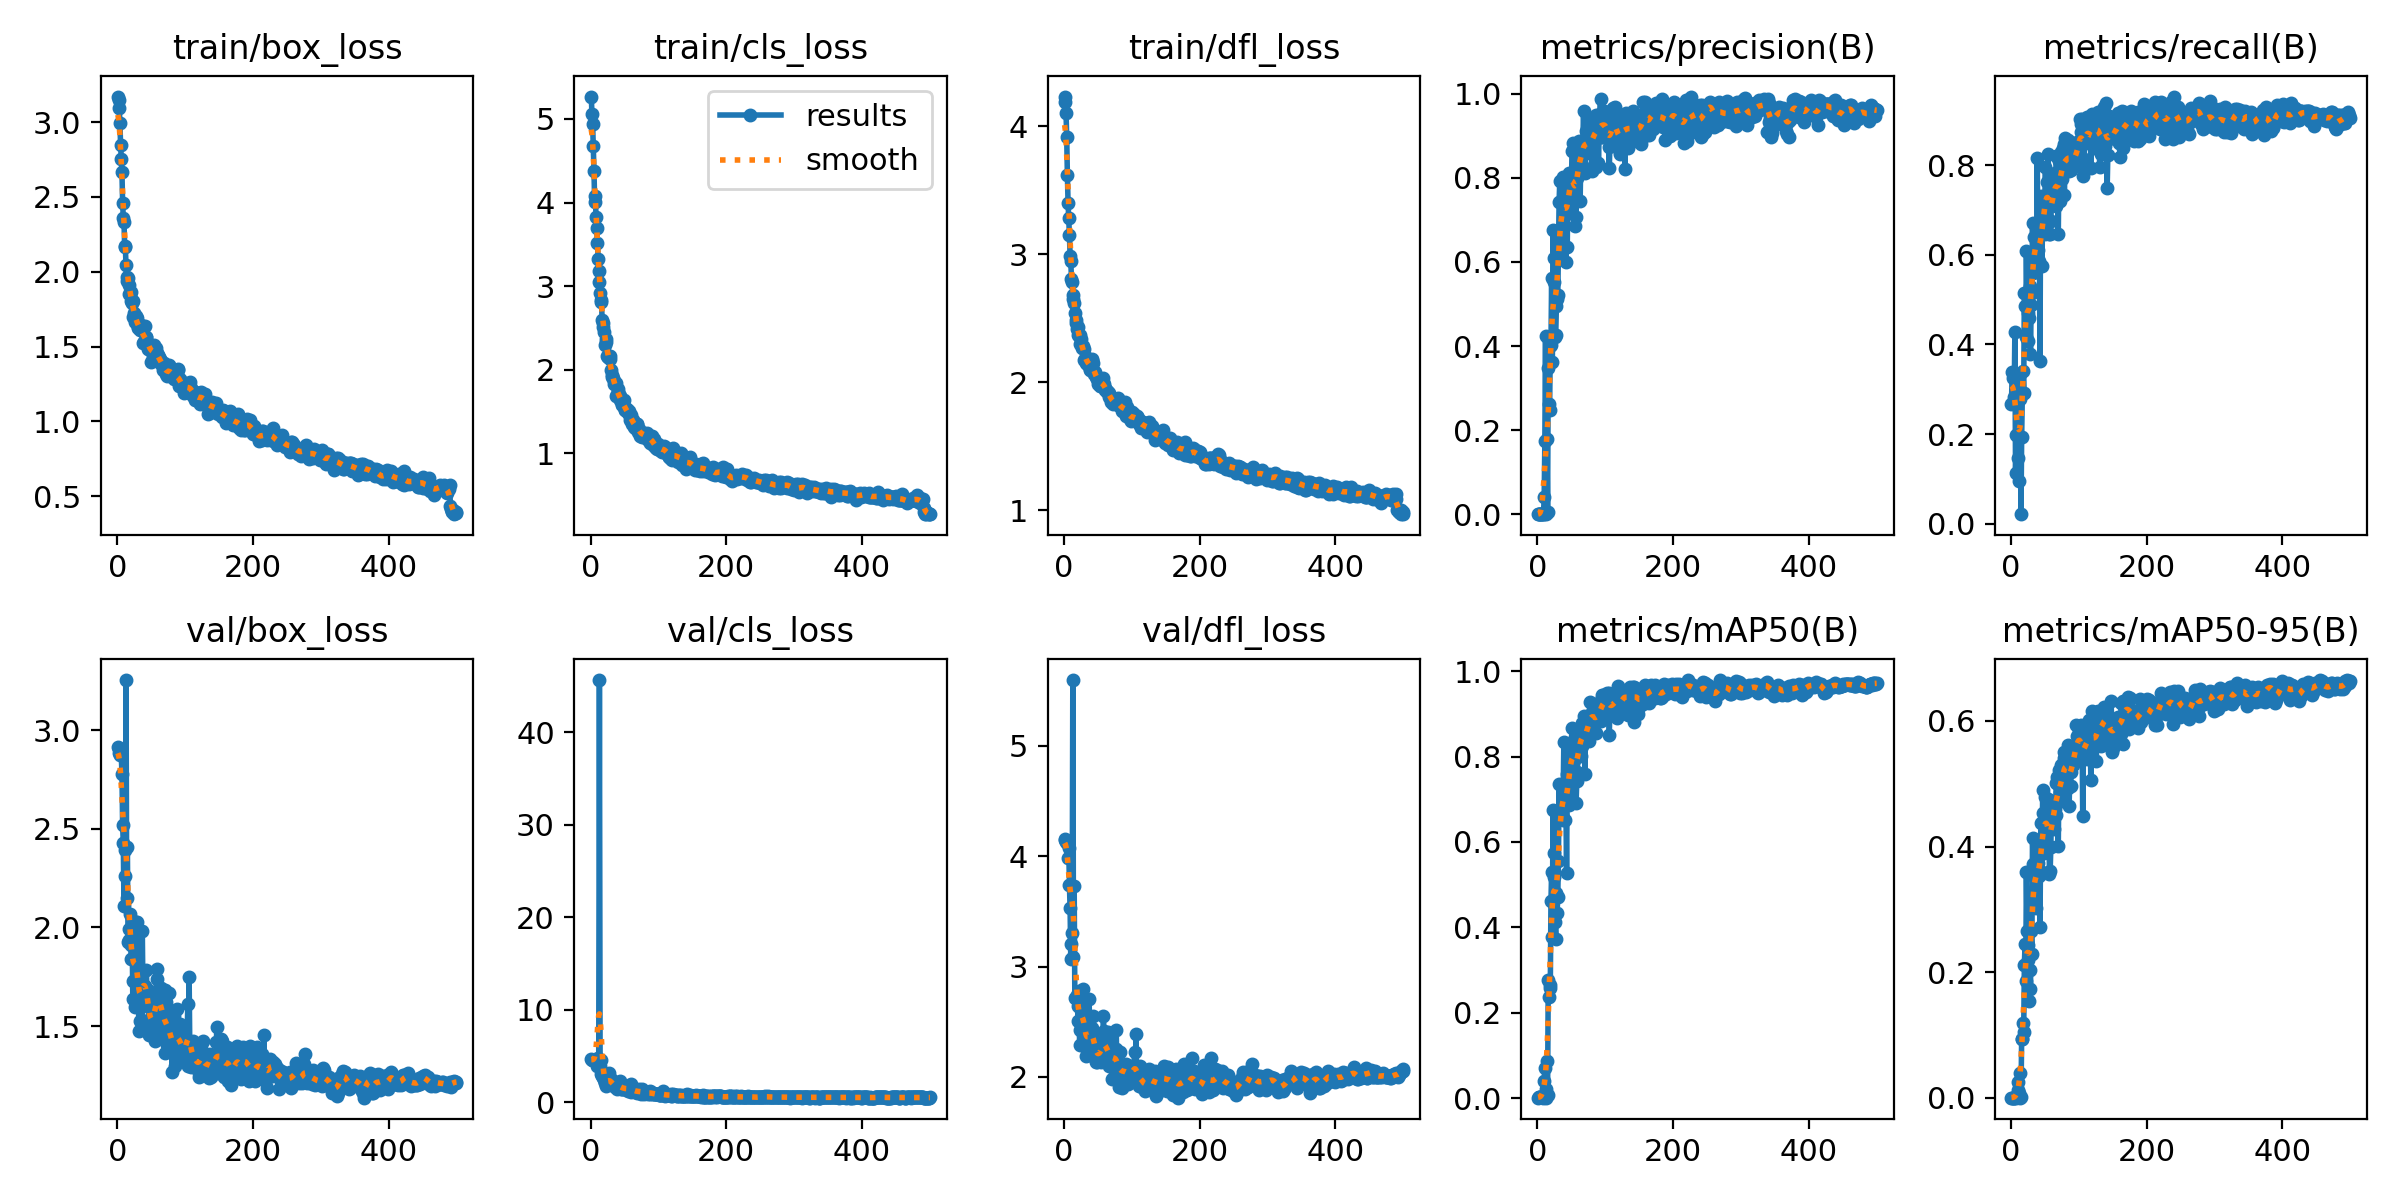 train/box_loss
3.0
2.5
2.0
1.5
1.0
0.5
0 200 400
train/cls_loss
results
smooth
5
4
3
2
1
0 200 400
train/dfl_loss
4
3
2
1
0 200 400
metrics/precision(B)
1.0
0.8
0.6
0.4
0.2
0.0
0 200 400
metrics/recall(B)
0.8
0.6
0.4
0.2
0.0
0 200 400
val/box_loss
3.0
2.5
2.0
1.5
0 200 400
val/cls_loss
40
30
20
10
0
0 200 400
val/dfl_loss
5
4
3
2
0 200 400
metrics/mAP50(B)
1.0
0.8
0.6
0.4
0.2
0.0
0 200 400
metrics/mAP50-95(B)
0.6
0.4
0.2
0.0
0 200 400